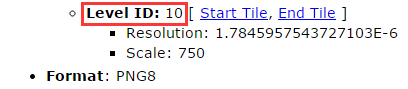 Level ID: 10 [ Start Tile, End Tile ]
Resolution: 1.7845957543727103E-6
Scale: 750
Format: PNG8